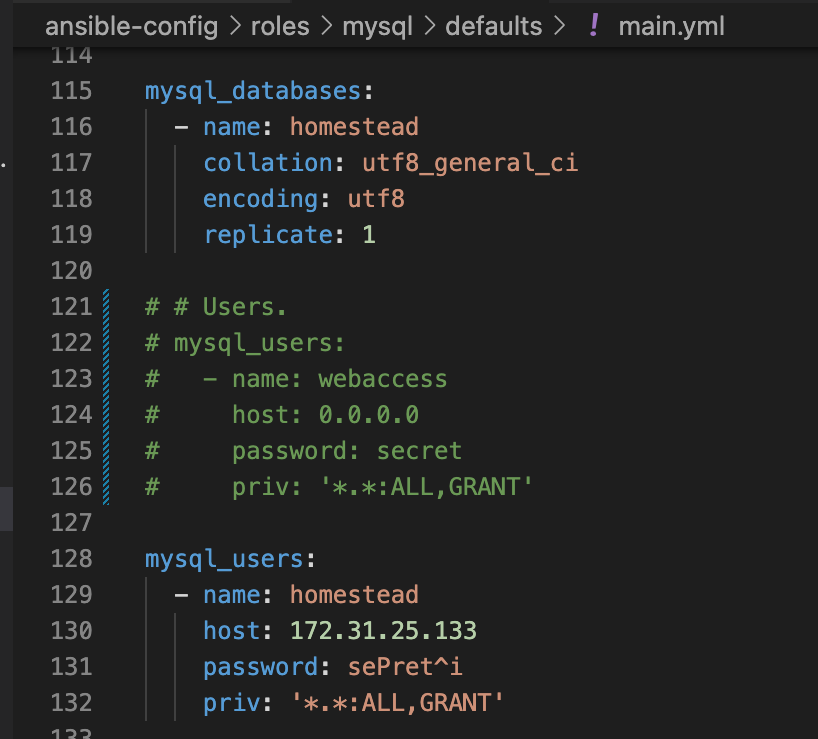 ansible-config > roles > mysql > defaults > ! main.yml
114
115 mysql_databases:
116   - name: homestead
117     collation: utf8_general_ci
118     encoding: utf8
119     replicate: 1
120
121 # # Users.
122 # mysql_users:
123 #   - name: webaccess
124 #     host: 0.0.0.0
125 #     password: secret
126 #     priv: '*.*:ALL,GRANT'
127
128 mysql_users:
129   - name: homestead
130     host: 172.31.25.133
131     password: sePret^i
132     priv: '*.*:ALL,GRANT'
133